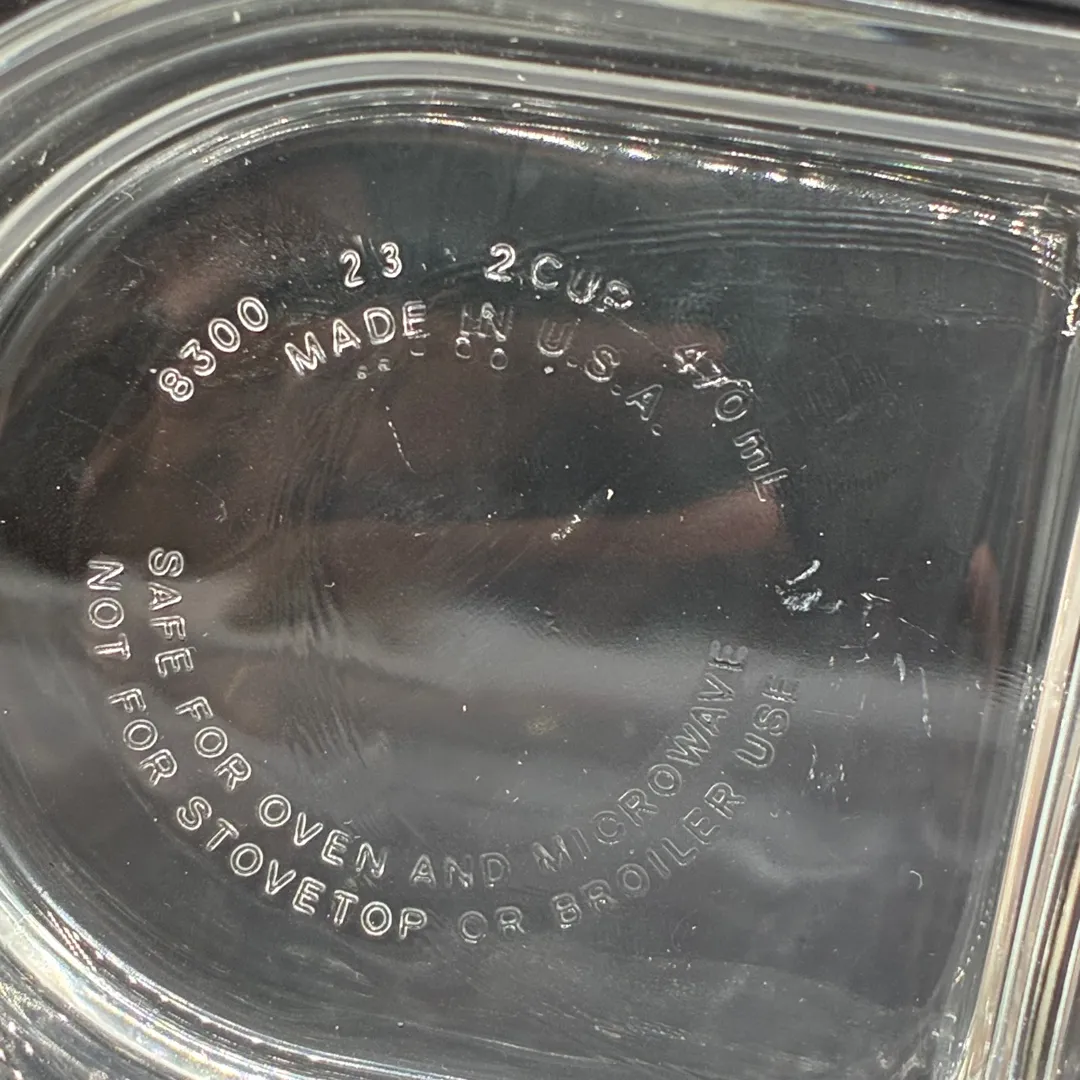 8300 23 2 CUP 470 mL
MADE IN U.S.A.
SAFE FOR OVEN AND MICROWAVE
NOT FOR STOVETOP OR BROILER USE